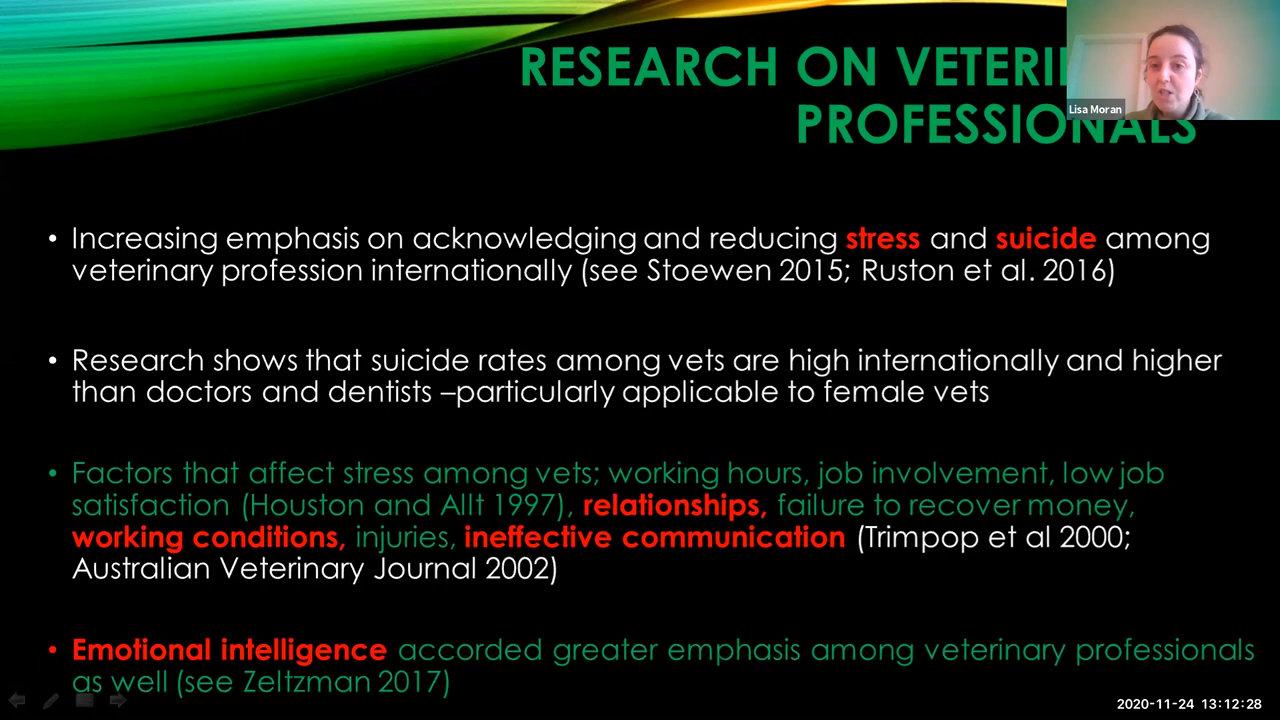 RESEARCH ON
PROFESSIONALS
Lisa Moran
• Increasing emphasis on acknowledging and reducing stress and suicide among
veterinary profession internationally (see Stoewen 2015; Ruston et al. 2016)
• Research shows that suicide rates among vets are high internationally and higher
than doctors and dentists –particularly applicable to female vets
• Factors that affect stress among vets; working hours, job involvement, low job
satisfaction (Houston and Allt 1997), relationships, failure to recover money,
working conditions, injuries, ineffective communication (Trimpop et al 2000;
Australian Veterinary Journal 2002)
• Emotional intelligence accorded greater emphasis among veterinary professionals
as well (see Zeltzman 2017)
2020-11-24 13:12:28